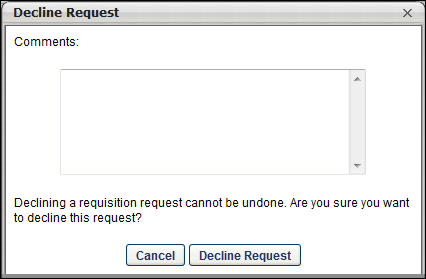 Decline Request
Comments:
Declining a requisition request cannot be undone. Are you sure you want
to decline this request?
Cancel Decline Request